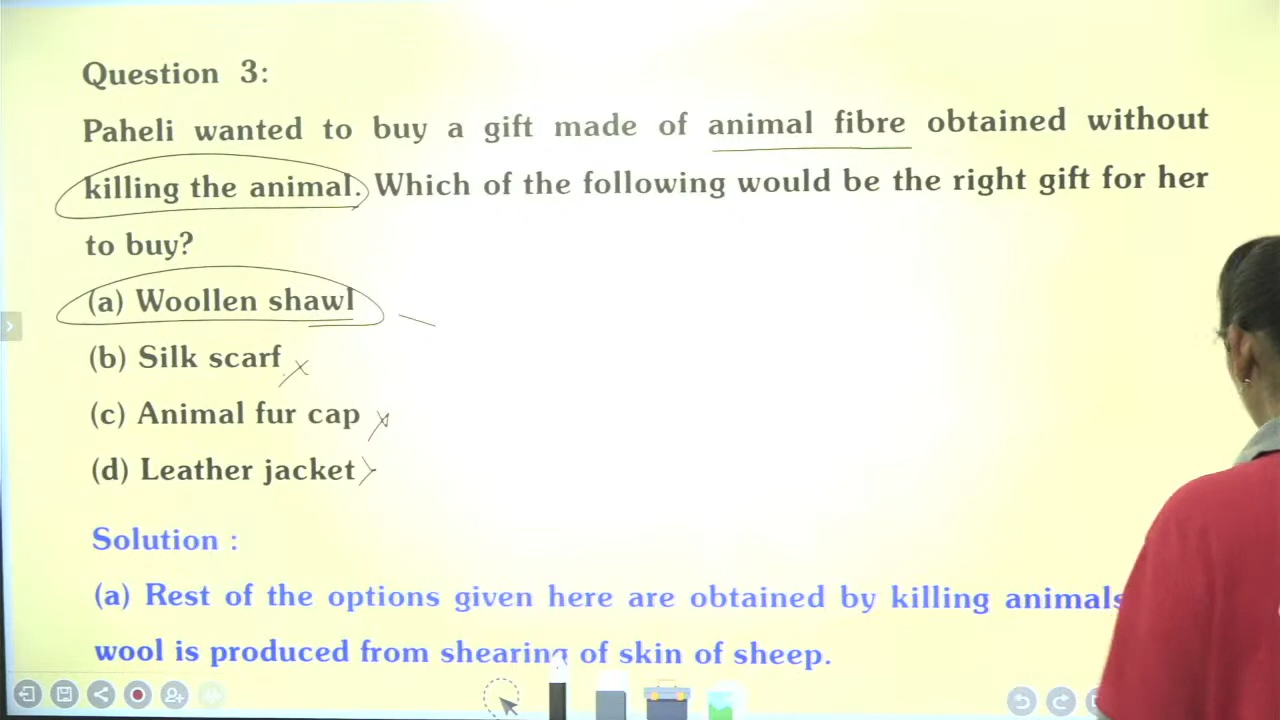 Question 3:
Paheli wanted to buy a gift made of animal fibre obtained without
killing the animal. Which of the following would be the right gift for her
to buy?
(a) Woollen shawl
(b) Silk scarf
(c) Animal fur cap
(d) Leather jacket
Solution :
(a) Rest of the options given here are obtained by killing animals
wool is produced from shearing of skin of sheep.